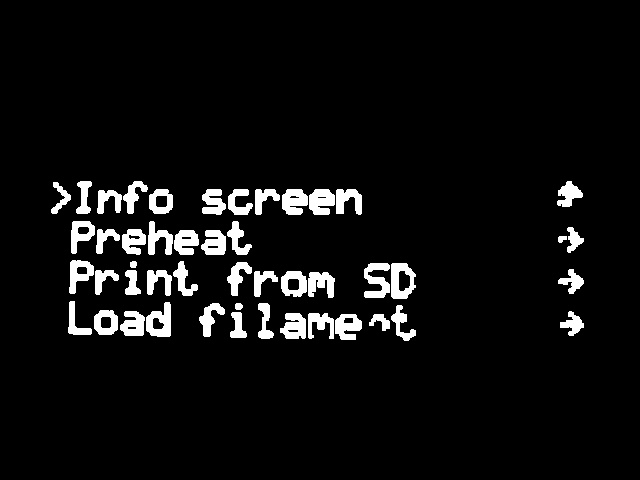 >Info screen
Preheat →
Print from SD →
Load filament →